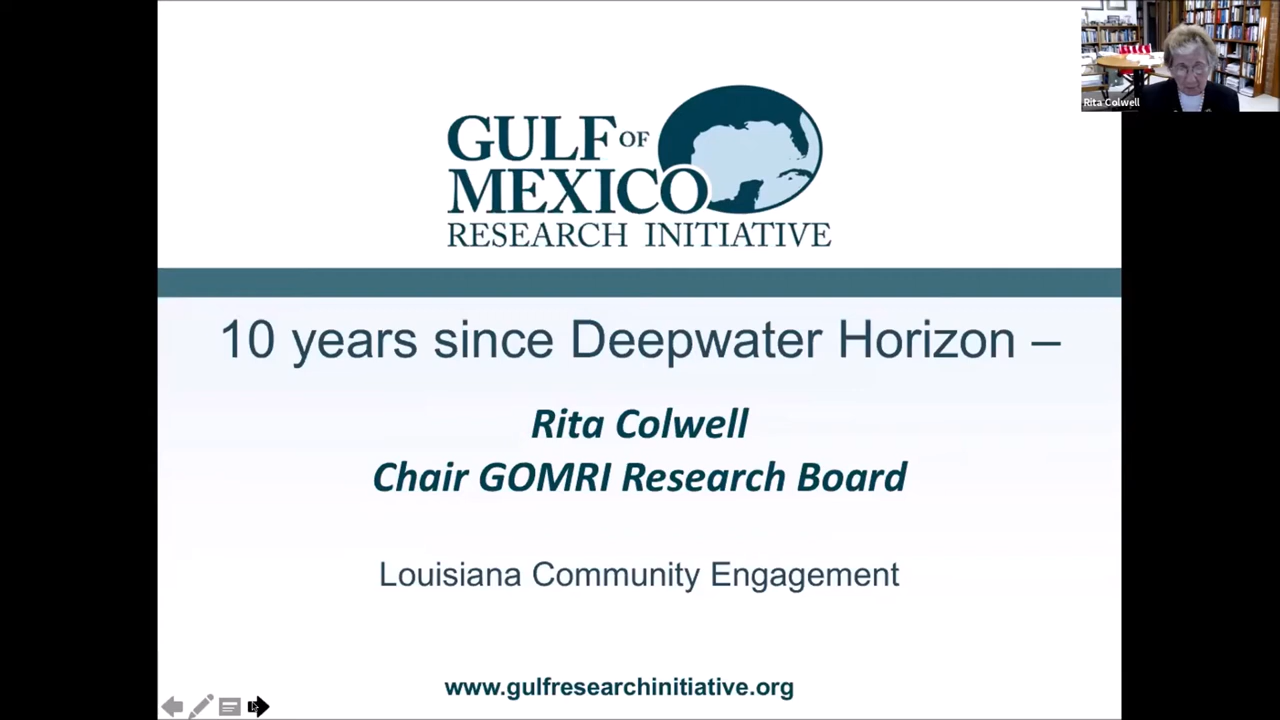 Rita Colwell
GULF OF
MEXICO
RESEARCH INITIATIVE
10 years since Deepwater Horizon –
Rita Colwell
Chair GOMRI Research Board
Louisiana Community Engagement
www.gulfresearchinitiative.org